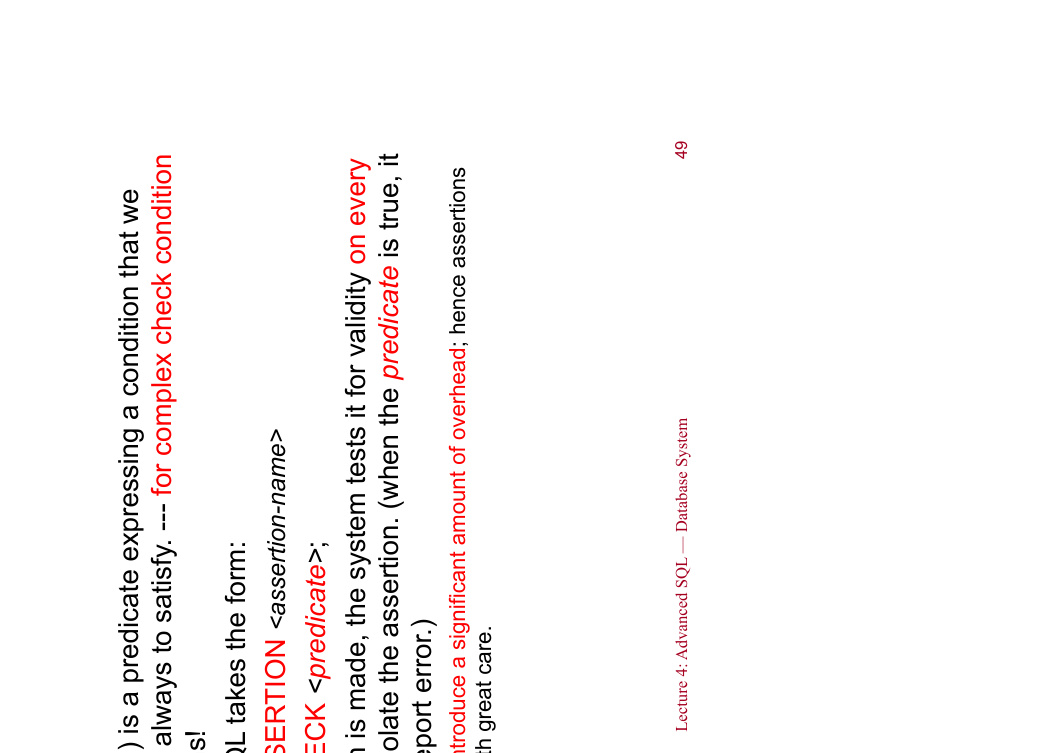 ) is a predicate expressing a condition that we
always to satisfy. --- for complex check condition
s!
QL takes the form:
SERTION <assertion-name>
ECK <predicate>;
n is made, the system tests it for validity on every
olate the assertion. (when the predicate is true, it
eport error.)
ntroduce a significant amount of overhead; hence assertions
th great care.
Lecture 4: Advanced SQL — Database System 49